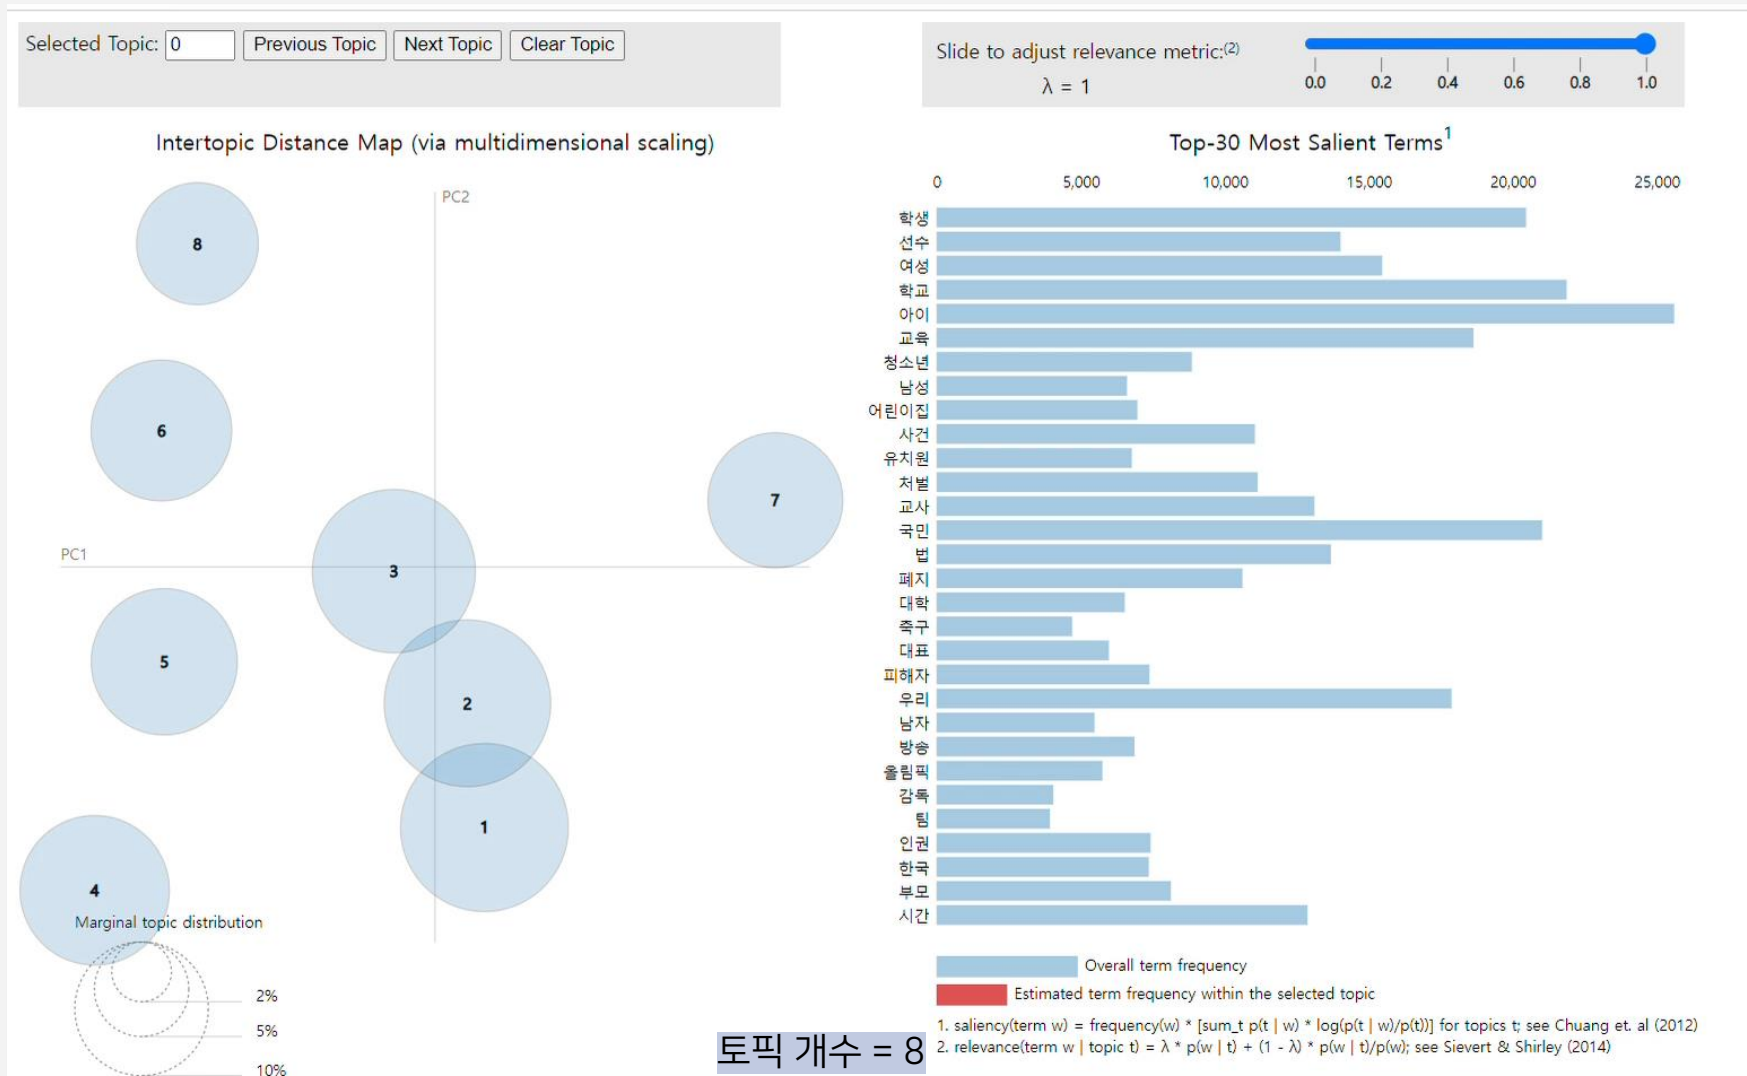 Selected Topic: 0 Previous Topic Next Topic Clear Topic
Slide to adjust relevance metric:(2)
λ = 1
0.0 0.2 0.4 0.6 0.8 1.0
Intertopic Distance Map (via multidimensional scaling)
PC2
PC1
8
6
7
3
5
2
1
4
Marginal topic distribution
2%
5%
10%
Top-30 Most Salient Terms1
0 5,000 10,000 15,000 20,000 25,000
학생
선수
여성
학교
아이
교육
청소년
남성
어린이집
사건
유치원
처벌
교사
국민
법
폐지
대학
축구
대표
피해자
우리
남자
방송
올림픽
감독
팀
인권
한국
부모
시간
Overall term frequency
Estimated term frequency within the selected topic
1. saliency(term w) = frequency(w) * [sum_t p(t | w) * log(p(t | w)/p(t))] for topics t; see Chuang et. al (2012)
2. relevance(term w | topic t) = λ * p(w | t) + (1 - λ) * p(w | t)/p(w); see Sievert & Shirley (2014)
토픽 개수 = 8